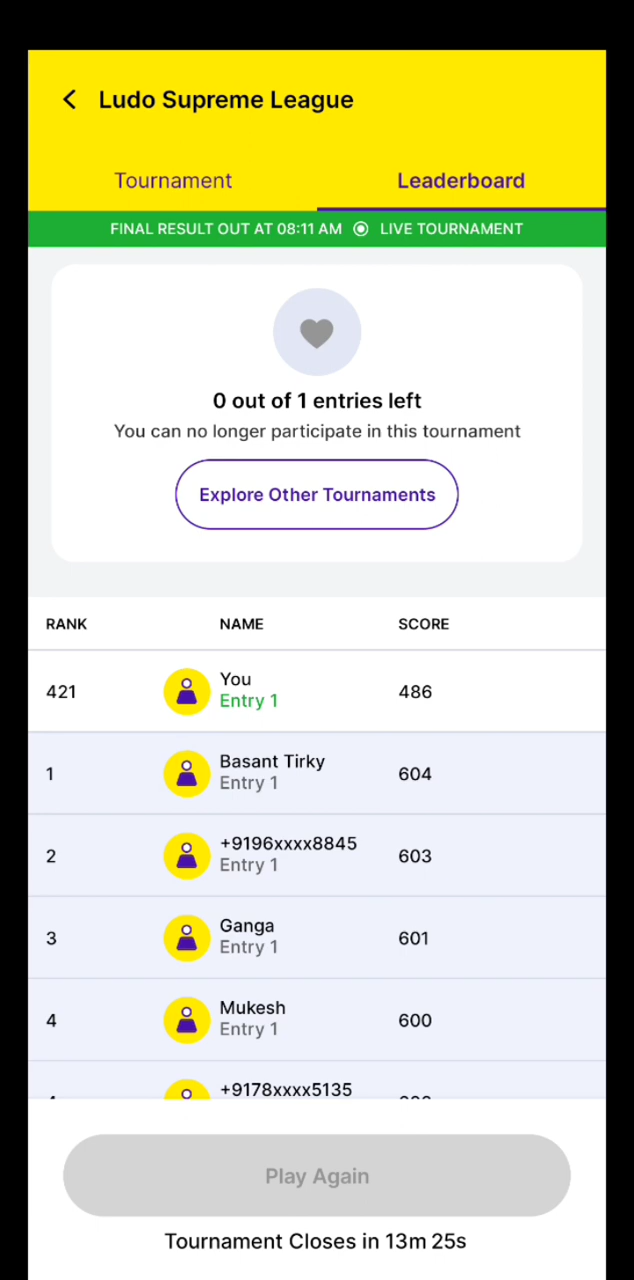 Ludo Supreme League
Tournament Leaderboard
FINAL RESULT OUT AT 08:11 AM LIVE TOURNAMENT
0 out of 1 entries left
You can no longer participate in this tournament
Explore Other Tournaments
RANK NAME SCORE
421 You 486
Entry 1
1 Basant Tirky 604
Entry 1
2 +9196xxxx8845 603
Entry 1
3 Ganga 601
Entry 1
4 Mukesh 600
Entry 1
+9178xxxx5135
Play Again
Tournament Closes in 13m 25s